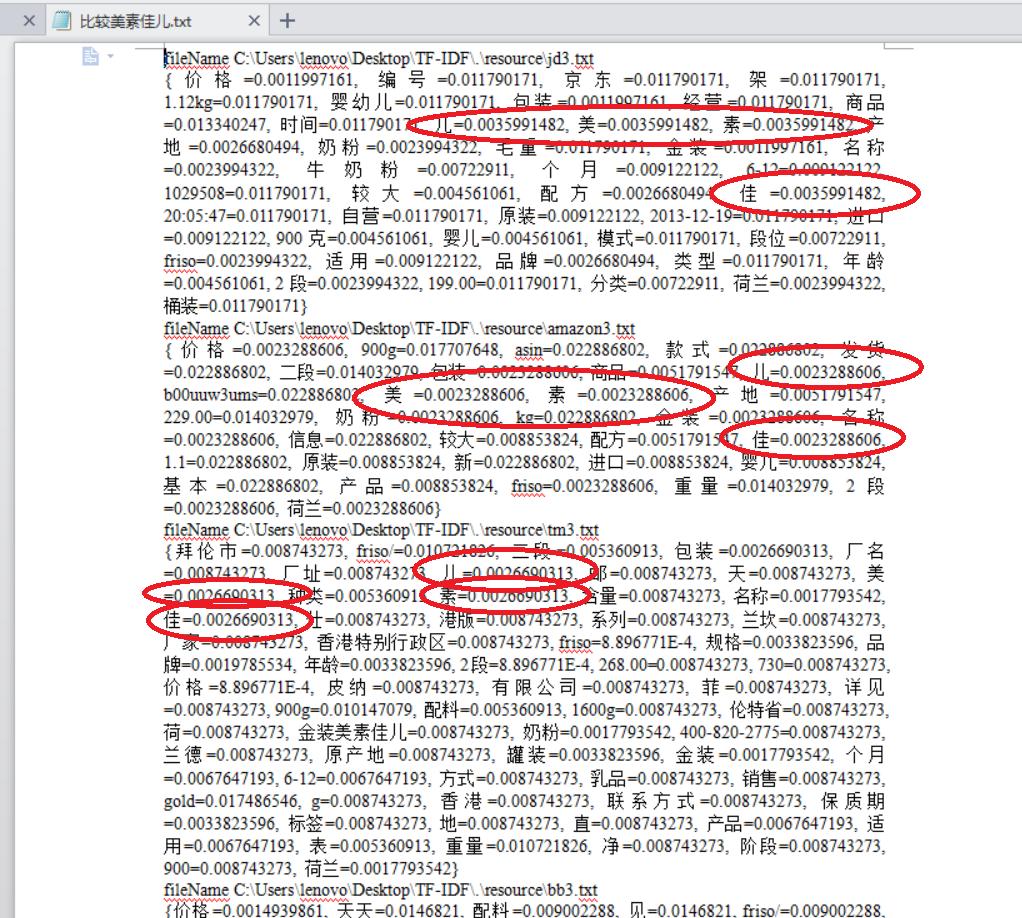 比较美素佳儿.txt
fileName C:\Users\lenovo\Desktop\TF-IDF\.\resource\jd3.txt
{价格=0.0011997161, 编号=0.011790171, 京东=0.011790171, 架=0.011790171,
1.12kg=0.011790171, 婴幼儿=0.011790171, 包装=0.0011997161, 经营=0.011790171, 商品
=0.013340247, 时间=0.011790171, 儿=0.0035991482, 美=0.0035991482, 素=0.0035991482, 产
地=0.0026680494, 奶粉=0.0023994322, 毛重=0.011790171, 金装=0.0011997161, 名称
=0.0023994322, 牛奶粉=0.00722911, 个月=0.009122122, 6-12=0.009122122,
1029508=0.011790171, 较大=0.004561061, 配方=0.0026680494, 佳=0.0035991482,
20:05:47=0.011790171, 自营=0.011790171, 原装=0.009122122, 2013-12-19=0.011790171, 进口
=0.009122122, 900克=0.004561061, 婴儿=0.004561061, 模式=0.011790171, 段位=0.00722911,
friso=0.0023994322, 适用=0.009122122, 品牌=0.0026680494, 类型=0.011790171, 年龄
=0.004561061, 2段=0.0023994322, 199.00=0.011790171, 分类=0.00722911, 荷兰=0.0023994322,
桶装=0.011790171}
fileName C:\Users\lenovo\Desktop\TF-IDF\.\resource\amazon3.txt
{价格=0.0023288606, 900g=0.017707648, asin=0.022886802, 款式=0.022886802, 发货
=0.022886802, 二段=0.014032979, 包装=0.0023288606, 商品=0.0051791547, 儿=0.0023288606,
b00uuw3ums=0.022886802, 美=0.0023288606, 素=0.0023288606, 产地=0.0051791547,
229.00=0.014032979, 奶粉=0.0023288606, kg=0.022886802, 金装=0.0023288606, 名称
=0.0023288606, 信息=0.022886802, 较大=0.008853824, 配方=0.0051791547, 佳=0.0023288606,
1.1=0.022886802, 原装=0.008853824, 新=0.022886802, 进口=0.008853824, 婴儿=0.008853824,
基本=0.022886802, 产品=0.008853824, friso=0.0023288606, 重量=0.014032979, 2段
=0.0023288606, 荷兰=0.0023288606}
fileName C:\Users\lenovo\Desktop\TF-IDF\.\resource\tm3.txt
{拜伦市=0.008743273, friso/=0.010721826, 二段=0.005360913, 包装=0.0026690313, 厂名
=0.008743273, 厂址=0.008743273, 儿=0.0026690313, 邮=0.008743273, 天=0.008743273, 美
=0.0026690313, 种类=0.005360913, 素=0.0026690313, 含量=0.008743273, 名称=0.0017793542,
佳=0.0026690313, 壮=0.008743273, 港版=0.008743273, 系列=0.008743273, 兰坎=0.008743273,
厂家=0.008743273, 香港特别行政区=0.008743273, friso=8.896771E-4, 规格=0.0033823596, 品
牌=0.0019785534, 年龄=0.0033823596, 2段=8.896771E-4, 268.00=0.008743273, 730=0.008743273,
价格=8.896771E-4, 皮纳=0.008743273, 有限公司=0.008743273, 菲=0.008743273, 详见
=0.008743273, 900g=0.010147079, 配料=0.005360913, 1600g=0.008743273, 伦特省=0.008743273,
荷=0.008743273, 金装美素佳儿=0.008743273, 奶粉=0.0017793542, 400-820-2775=0.008743273,
兰德=0.008743273, 原产地=0.008743273, 罐装=0.0033823596, 金装=0.0017793542, 个月
=0.0067647193, 6-12=0.0067647193, 方式=0.008743273, 乳品=0.008743273, 销售=0.008743273,
gold=0.017486546, g=0.008743273, 香港=0.008743273, 联系方式=0.008743273, 保质期
=0.0033823596, 标签=0.008743273, 地=0.008743273, 直=0.008743273, 产品=0.0067647193, 适
用=0.0067647193, 表=0.005360913, 重量=0.010721826, 净=0.008743273, 阶段=0.008743273,
900=0.008743273, 荷兰=0.0017793542}
fileName C:\Users\lenovo\Desktop\TF-IDF\.\resource\bb3.txt
{价格=0.0014939861, 天天=0.0146821, 配料=0.009002288, 见=0.0146821, friso/=0.009002288,